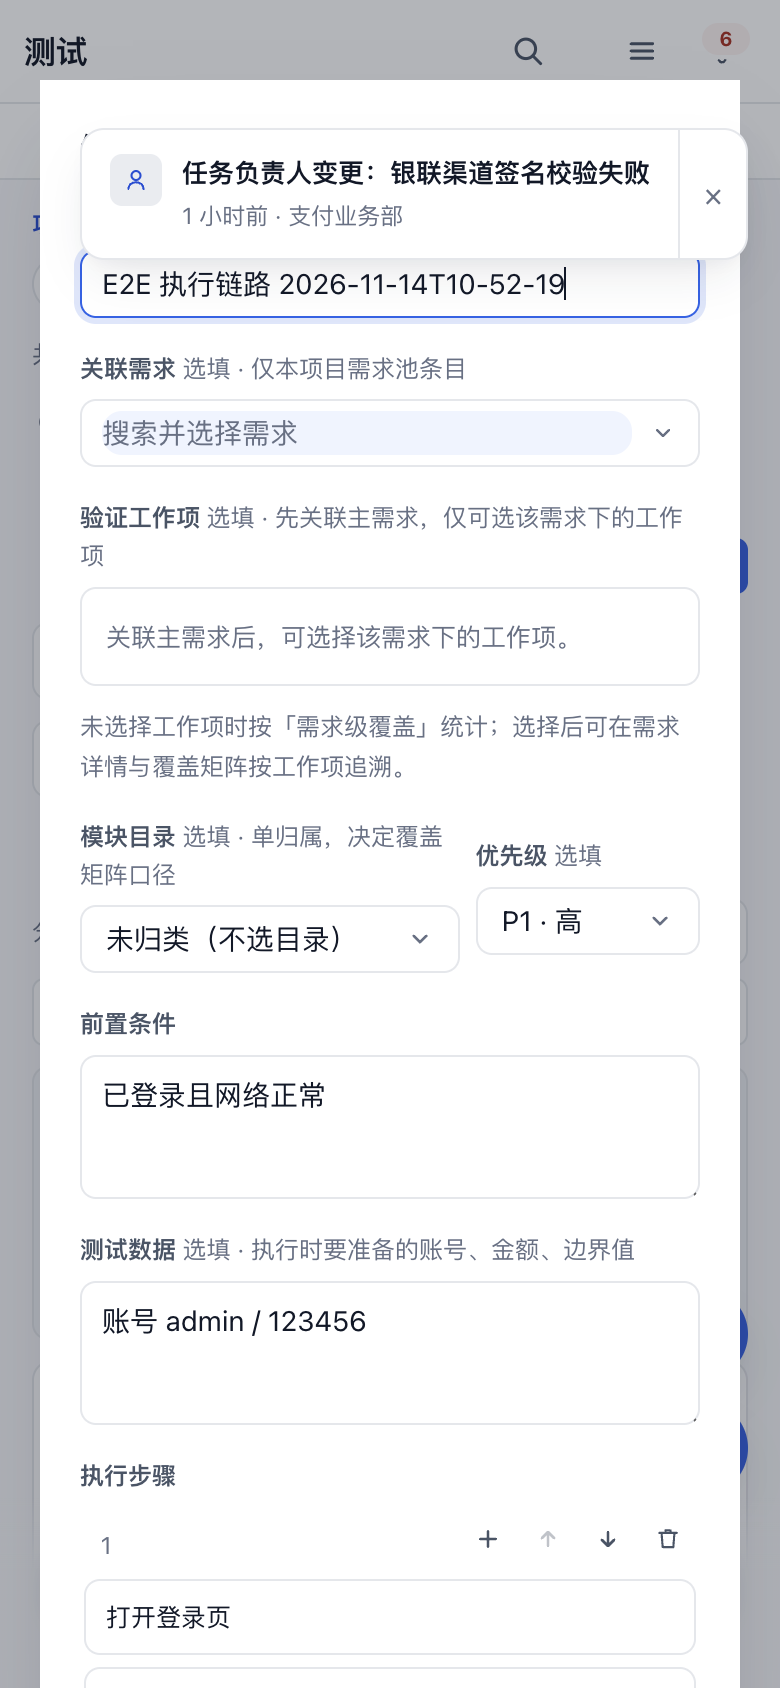 测试
6
任务负责人变更：银联渠道签名校验失败
1 小时前 · 支付业务部
E2E 执行链路 2026-11-14T10-52-19
关联需求 选填 · 仅本项目需求池条目
搜索并选择需求
验证工作项 选填 · 先关联主需求，仅可选该需求下的工作
项
关联主需求后，可选择该需求下的工作项。
未选择工作项时按「需求级覆盖」统计；选择后可在需求
详情与覆盖矩阵按工作项追溯。
模块目录 选填 · 单归属，决定覆盖
矩阵口径
优先级 选填
未归类（不选目录）
P1 · 高
前置条件
已登录且网络正常
测试数据 选填 · 执行时要准备的账号、金额、边界值
账号 admin / 123456
执行步骤
1
打开登录页